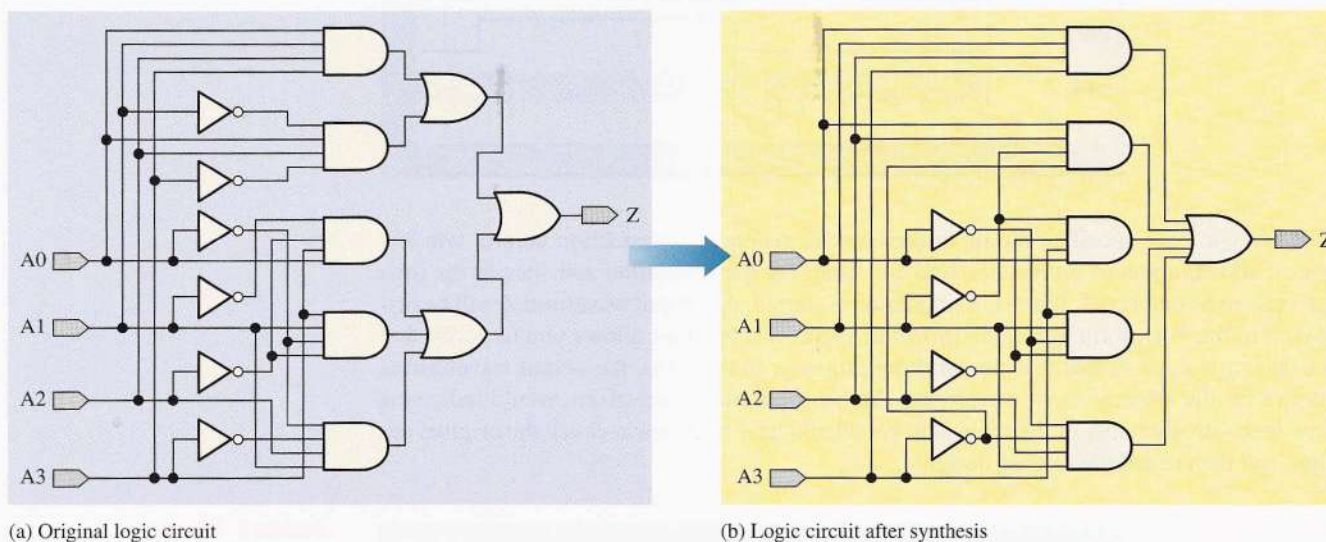 A0
A1
A2
A3
Z
(a) Original logic circuit
A0
A1
A2
A3
Z
(b) Logic circuit after synthesis